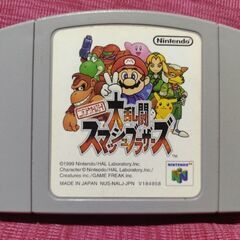 Nintendo
ニンテンドウ
オールスター!
大乱闘
スマッシュブラザーズ
TM
©1999 Nintendo/HAL Laboratory,Inc.
Characters ©Nintendo/HAL Laboratory,Inc./
Creatures inc./GAME FREAK inc.
MADE IN JAPAN NUS-NALJ-JPN
NINTENDO 64